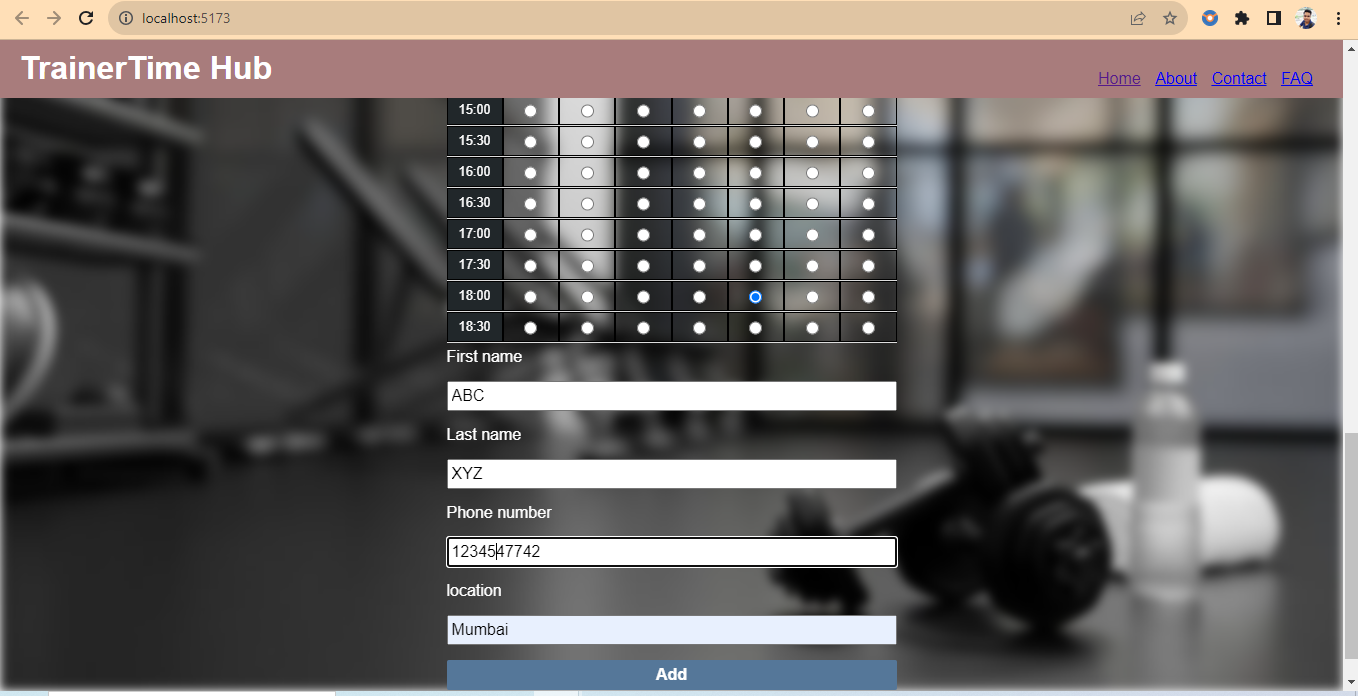 localhost:5173
TrainerTime Hub
Home About Contact FAQ
15:00
15:30
16:00
16:30
17:00
17:30
18:00
18:30
First name
ABC
Last name
XYZ
Phone number
1234547742
location
Mumbai
Add